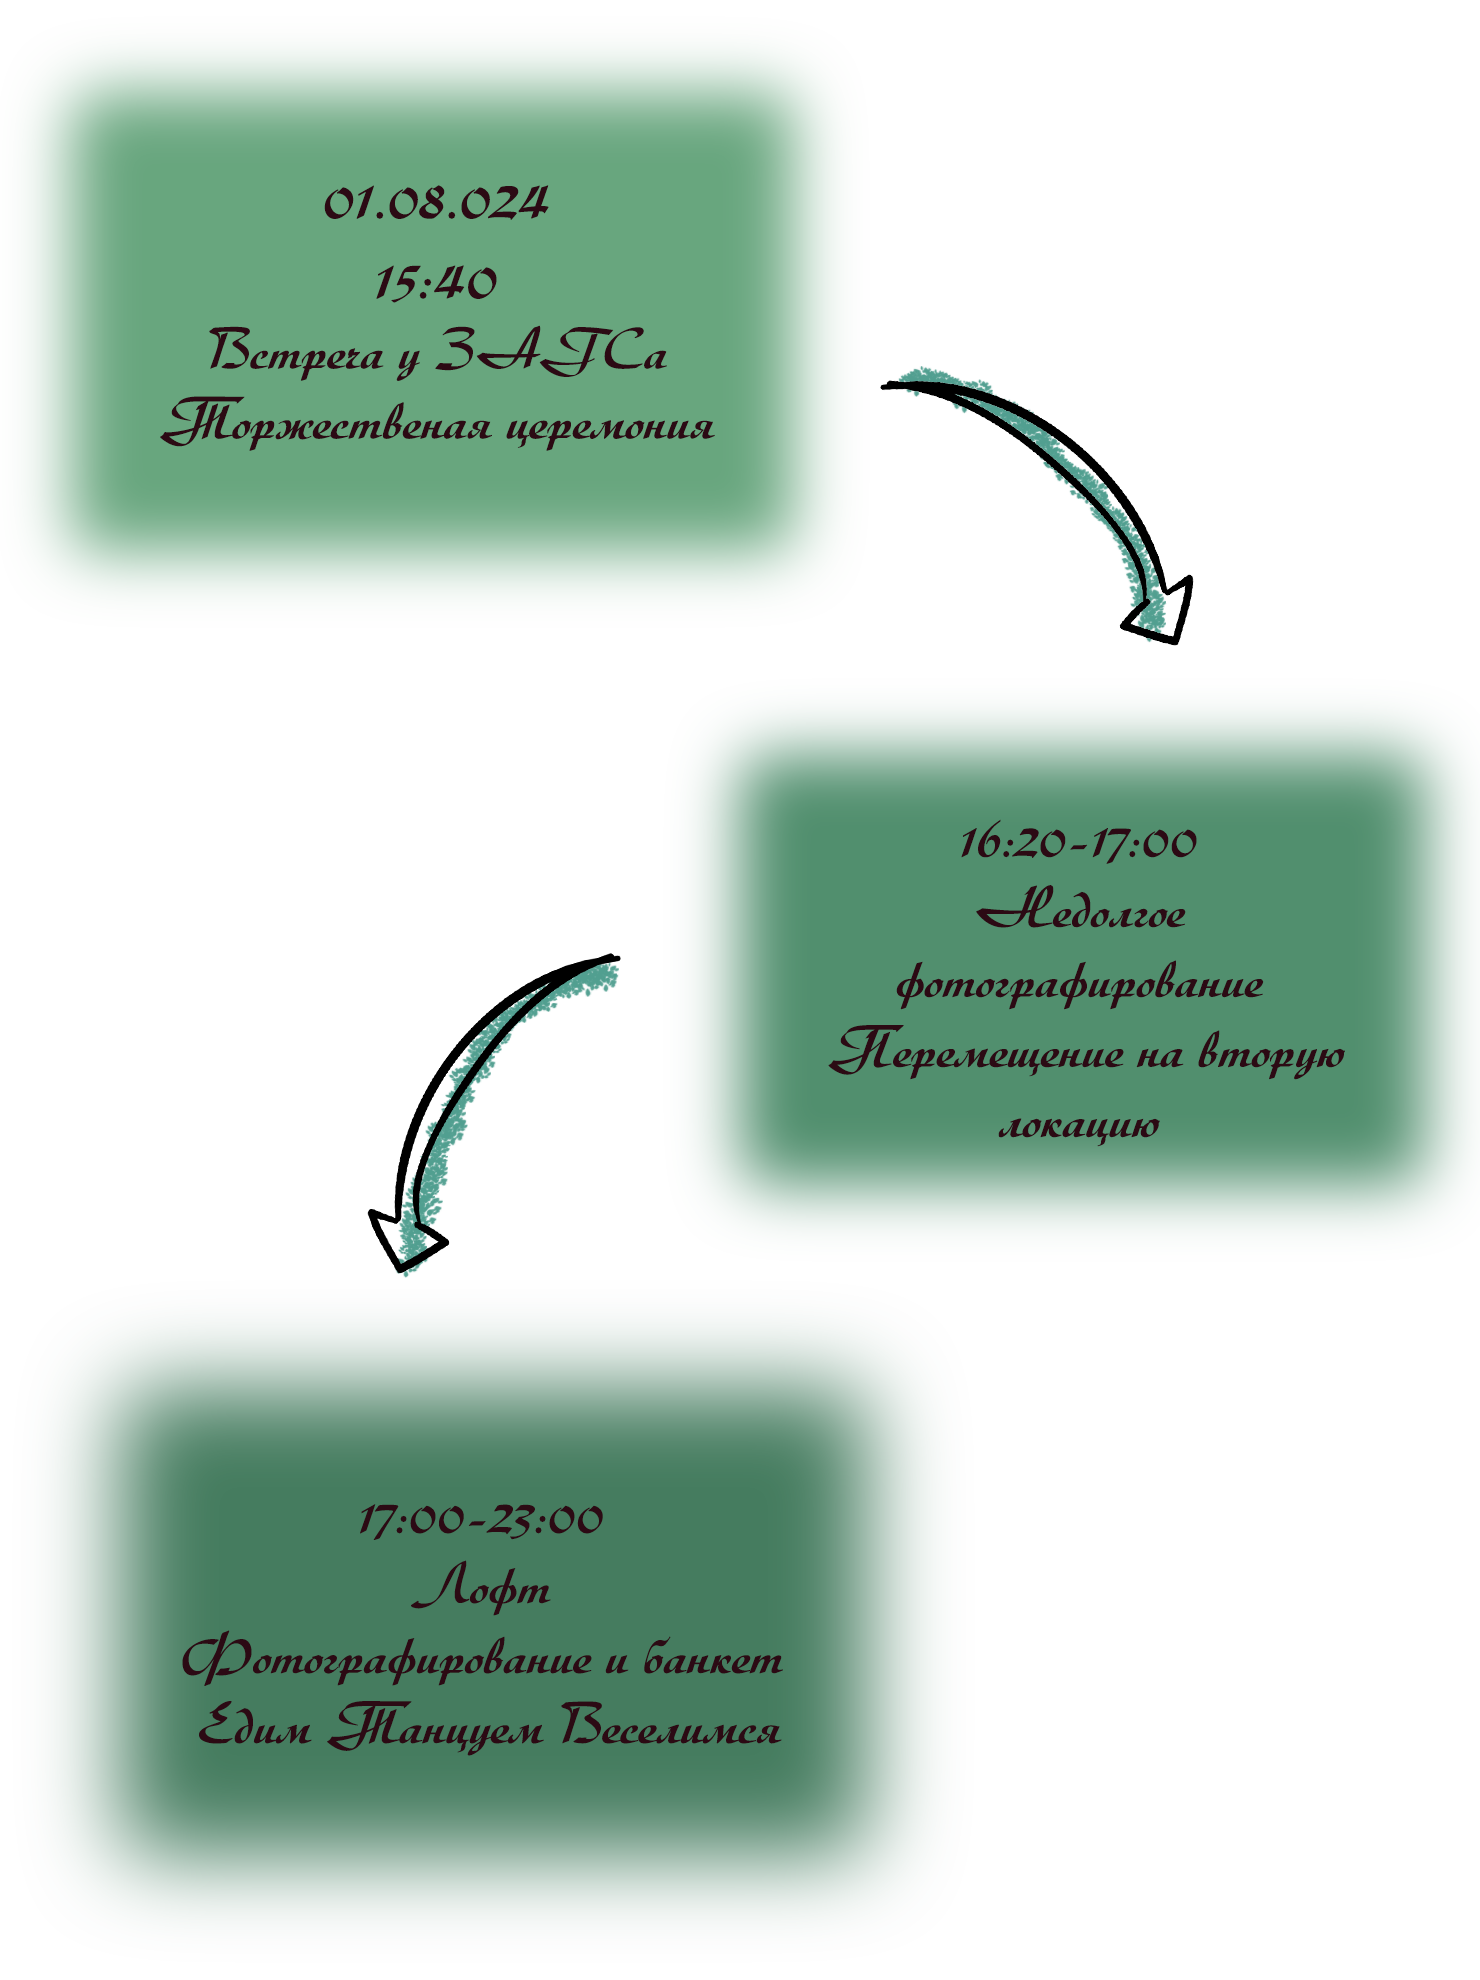 01.08.024
15:40
Встреча у ЗАГСа
Торжественая церемония
16:20-17:00
Недолгое
фотографирование
Перемещение на вторую
локацию
17:00-23:00
Лофт
Фотографирование и банкет
Едим Танцуем Веселимся